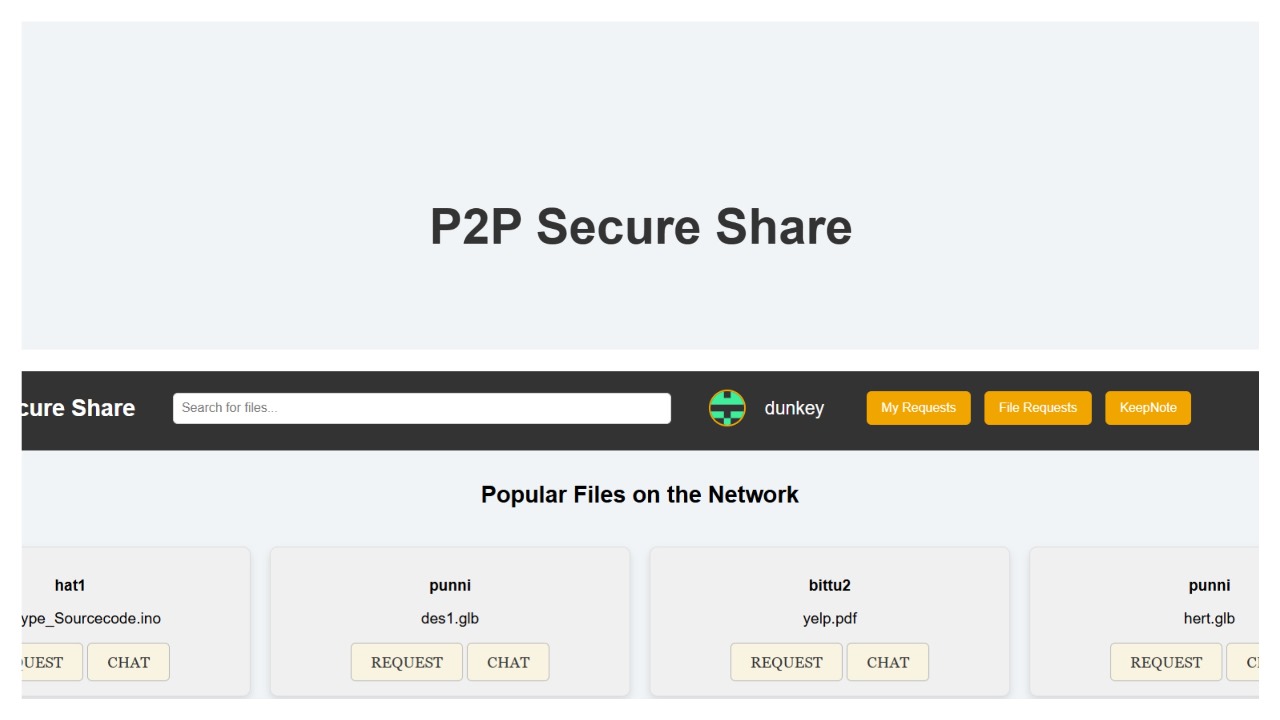 P2P Secure Share
cure Share Search for files... dunkey My Requests File Requests KeepNote
Popular Files on the Network
hat1 punni bittu2 punni
ype_Sourcecode.ino des1.glb yelp.pdf hert.glb
UEST CHAT REQUEST CHAT REQUEST CHAT REQUEST C